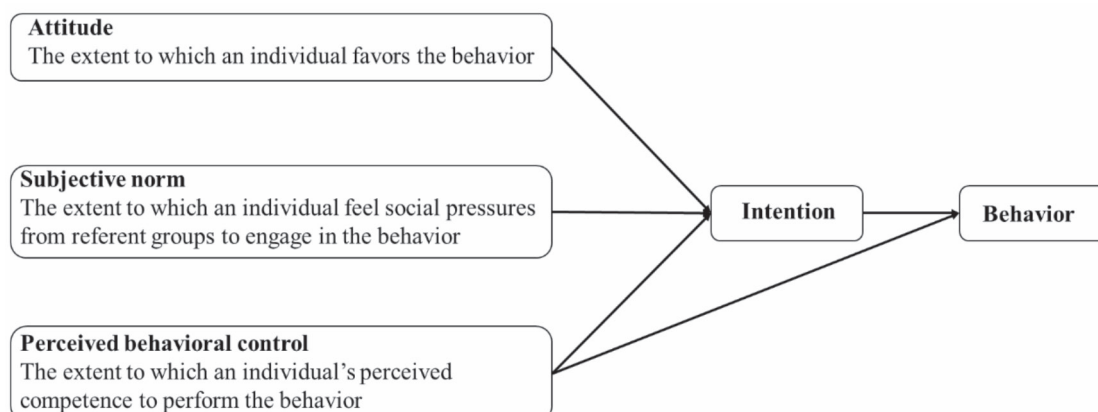 Attitude
The extent to which an individual favors the behavior
Subjective norm
The extent to which an individual feel social pressures
from referent groups to engage in the behavior
Intention
Behavior
Perceived behavioral control
The extent to which an individual’s perceived
competence to perform the behavior